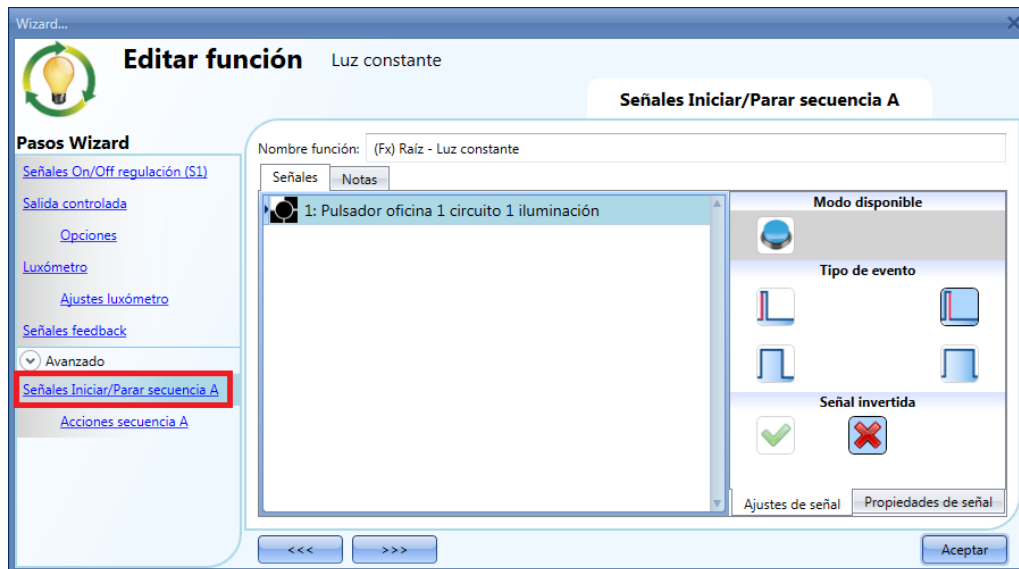 Wizard...
Editar función Luz constante
Señales Iniciar/Parar secuencia A
Pasos Wizard
Señales On/Off regulación (S1)
Salida controlada
Opciones
Luxómetro
Ajustes luxómetro
Señales feedback
Avanzado
Señales Iniciar/Parar secuencia A
Acciones secuencia A
Nombre función: (Fx) Raíz - Luz constante
Señales Notas
1: Pulsador oficina 1 circuito 1 iluminación
Modo disponible
Tipo de evento
Señal invertida
Ajustes de señal Propiedades de señal
<<< >>> Aceptar